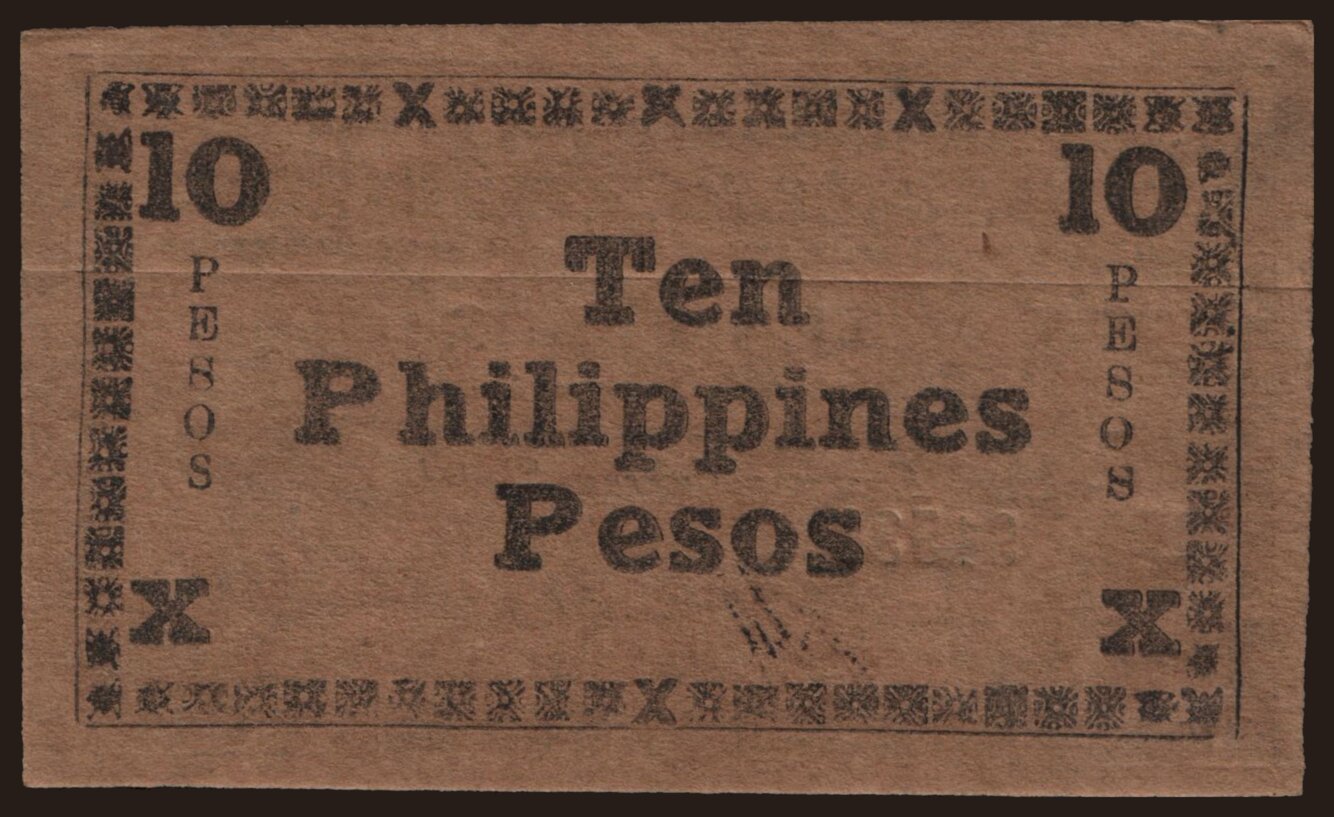 10
10
PESOS
PESOS
Ten
Philippines
Pesos
X
X